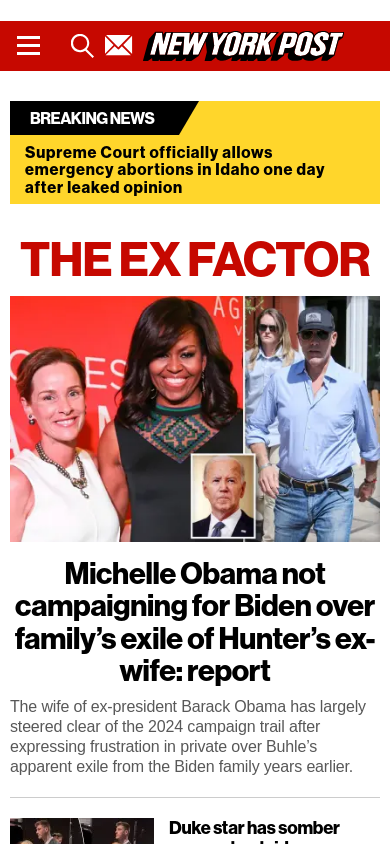 NEW YORK POST
BREAKING NEWS
Supreme Court officially allows
emergency abortions in Idaho one day
after leaked opinion
THE EX FACTOR
AG
V
ES
Michelle Obama not
campaigning for Biden over
family’s exile of Hunter’s ex-
wife: report
The wife of ex-president Barack Obama has largely
steered clear of the 2024 campaign trail after
expressing frustration in private over Buhle’s
apparent exile from the Biden family years earlier.
Duke star has somber